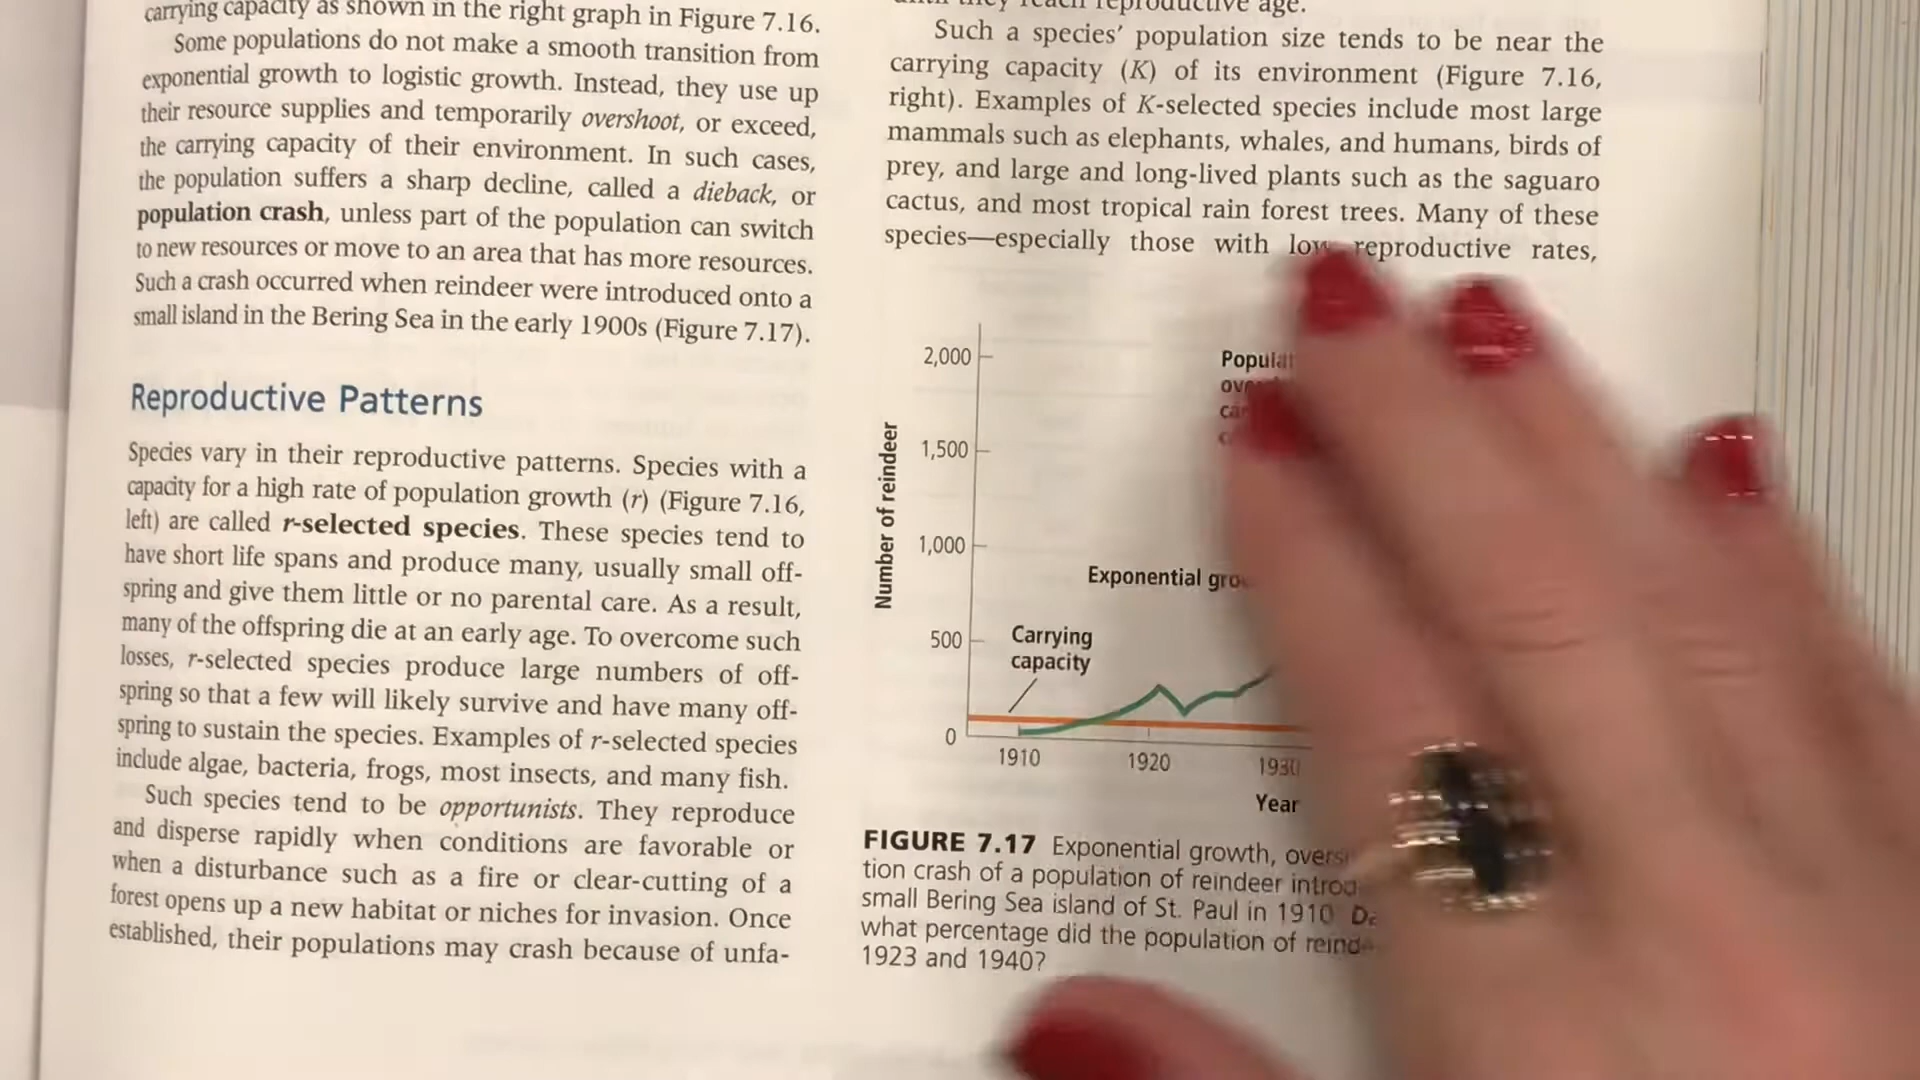 carrying capacity as shown in the right graph in Figure 7.16.
Some populations do not make a smooth transition from
exponential growth to logistic growth. Instead, they use up
their resource supplies and temporarily overshoot, or exceed,
the carrying capacity of their environment. In such cases,
the population suffers a sharp decline, called a dieback, or
population crash, unless part of the population can switch
to new resources or move to an area that has more resources.
Such a crash occurred when reindeer were introduced onto a
small island in the Bering Sea in the early 1900s (Figure 7.17).
Reproductive Patterns
Species vary in their reproductive patterns. Species with a
capacity for a high rate of population growth (r) (Figure 7.16,
left) are called r-selected species. These species tend to
have short life spans and produce many, usually small off-
spring and give them little or no parental care. As a result,
many of the offspring die at an early age. To overcome such
losses, r-selected species produce large numbers of off-
spring so that a few will likely survive and have many off-
spring to sustain the species. Examples of r-selected species
include algae, bacteria, frogs, most insects, and many fish.
Such species tend to be opportunists. They reproduce
and disperse rapidly when conditions are favorable or
when a disturbance such as a fire or clear-cutting of a
forest opens up a new habitat or niches for invasion. Once
established, their populations may crash because of unfa-
until they reach reproductive age.
Such a species' population size tends to be near the
carrying capacity (K) of its environment (Figure 7.16,
right). Examples of K-selected species include most large
mammals such as elephants, whales, and humans, birds of
prey, and large and long-lived plants such as the saguaro
cactus, and most tropical rain forest trees. Many of these
species—especially those with low reproductive rates,
Number of reindeer
2,000
1,500
1,000
500
0
Exponential
Carrying
capacity
1910
1920
1930
Year
FIGURE 7.17 Exponential growth,
tion crash of a population of reindeer
small Bering Sea island of St. Paul in 1910
what percentage did the population of
1923 and 1940?